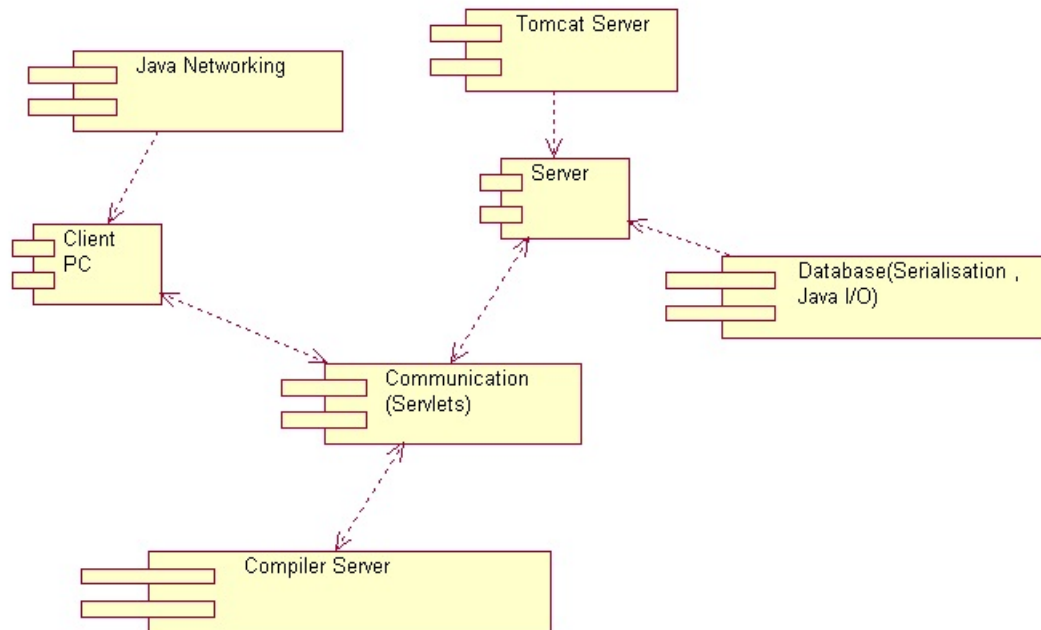 Tomcat Server
Java Networking
Server
Client
PC
Database(Serialisation ,
Java I/O)
Communication
(Servlets)
Compiler Server